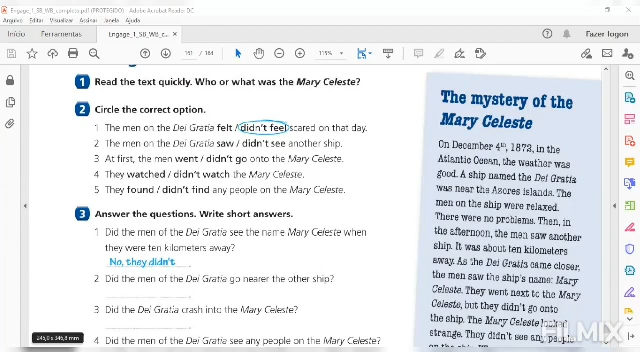 Engage_1_SB_WB_completo.pdf (PROTEGIDO) - Adobe Acrobat Reader DC
Arquivo Editar Visualizar Assinar Janela Ajuda
Início Ferramentas Engage_1_SB_WB_comple... × Fazer logon
161 / 164 115%
1 Read the text quickly. Who or what was the Mary Celeste?
2 Circle the correct option.
1 The men on the Dei Gratia felt / didn't feel scared on that day.
2 The men on the Dei Gratia saw / didn't see another ship.
3 At first, the men went / didn't go onto the Mary Celeste.
4 They watched / didn't watch the Mary Celeste.
5 They found / didn't find any people on the Mary Celeste.
3 Answer the questions. Write short answers.
1 Did the men of the Dei Gratia see the name Mary Celeste when
they were ten kilometers away?
No, they didn't
2 Did the men of the Dei Gratia go nearer the other ship?
3 Did the Dei Gratia crash into the Mary Celeste?
4 Did the men of the Dei Gratia see any people on the Mary Celeste?
245,0 x 346,8 mm
The mystery of the
Mary Celeste
On December 4th, 1872, in the
Atlantic Ocean, the weather was
good. A ship named the Dei Gratia
was near the Azores islands. The
men on the ship were relaxed.
There were no problems. Then, in
the afternoon, the men saw another
ship. It was about ten kilometers
away. As the Dei Gratia came closer,
the men saw the ship's name: Mary
Celeste. They went next to the Mary
Celeste, but they didn't go onto
the ship. The Mary Celeste looked
strange. They didn't see any people
on the ship.
FILMIX